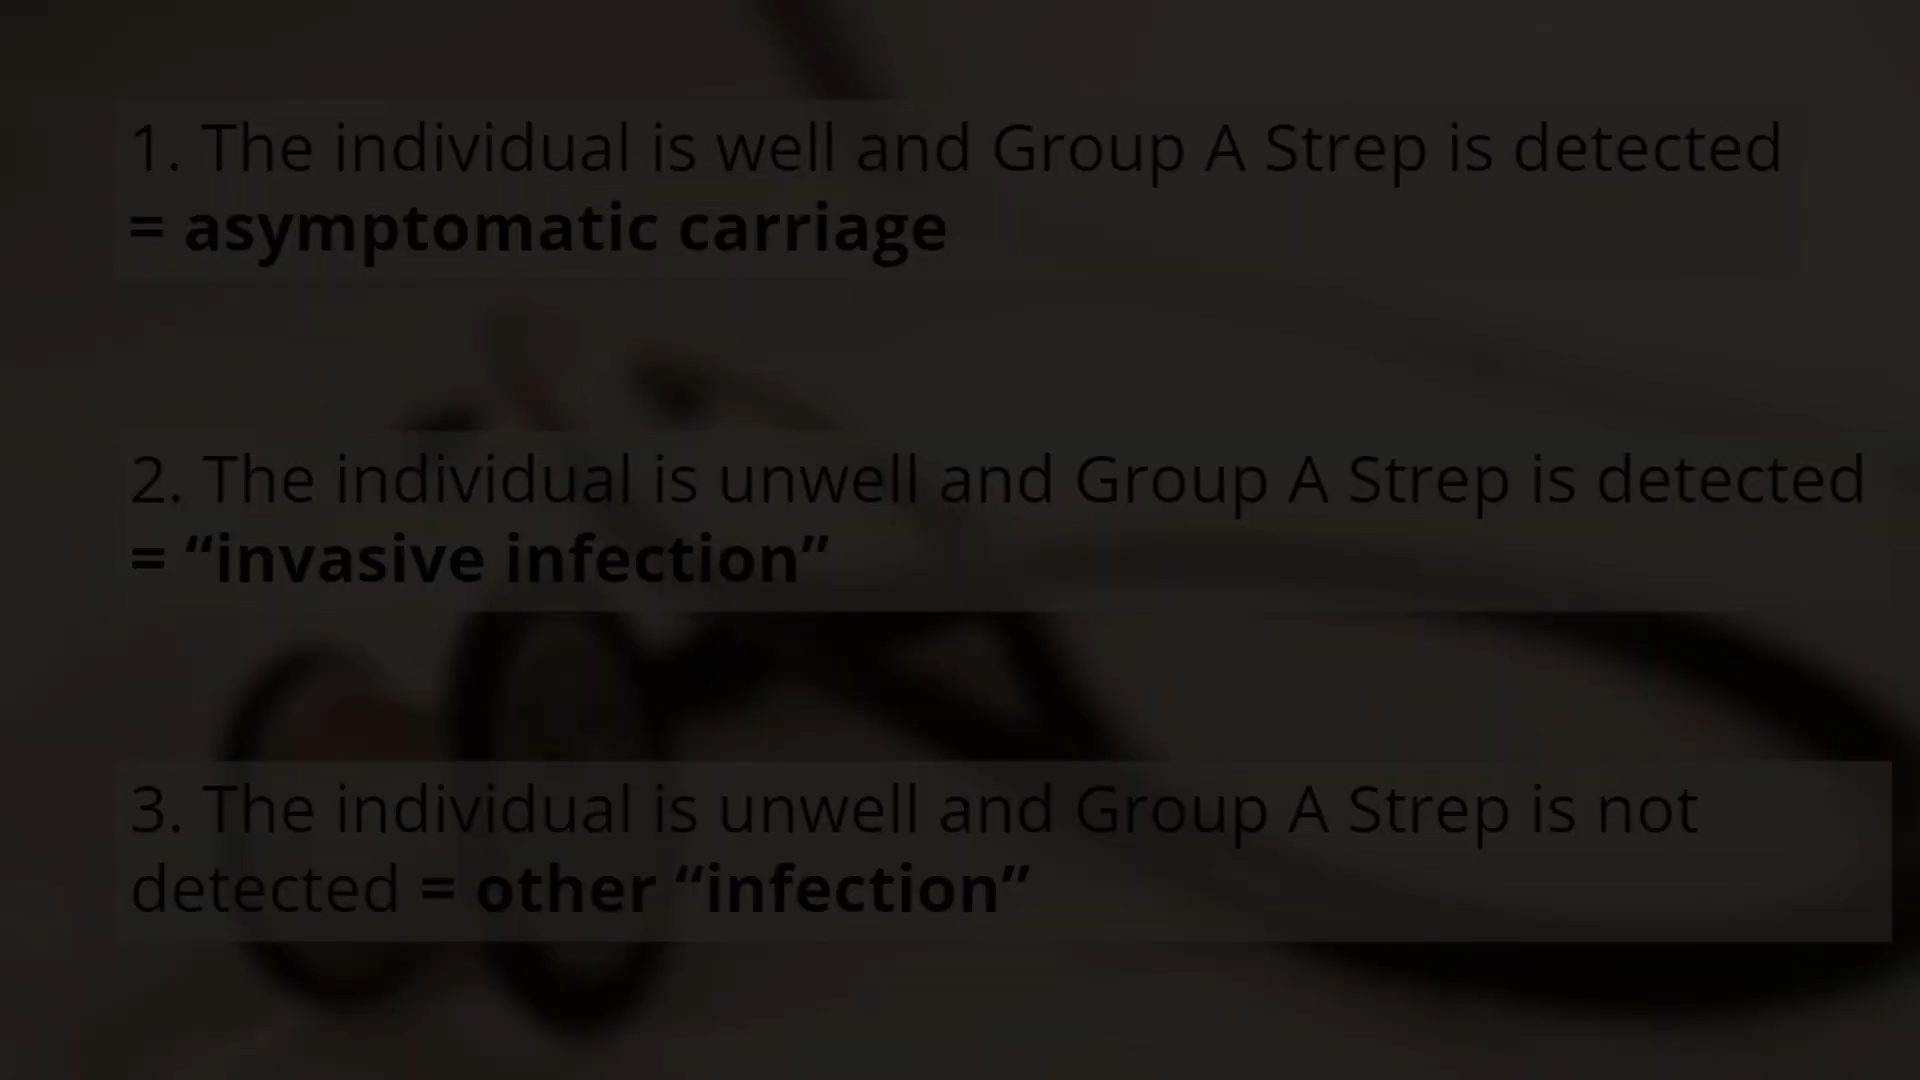 1. The individual is well and Group A Strep is detected
= asymptomatic carriage
2. The individual is unwell and Group A Strep is detected
= “invasive infection”
3. The individual is unwell and Group A Strep is not
detected = other “infection”